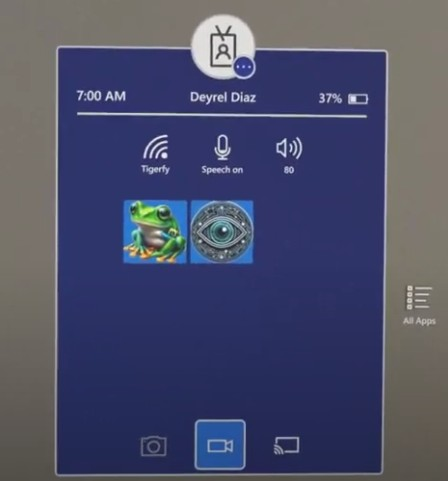 7:00 AM Deyrel Diaz 37%
Tigerfy Speech on 80
All Apps